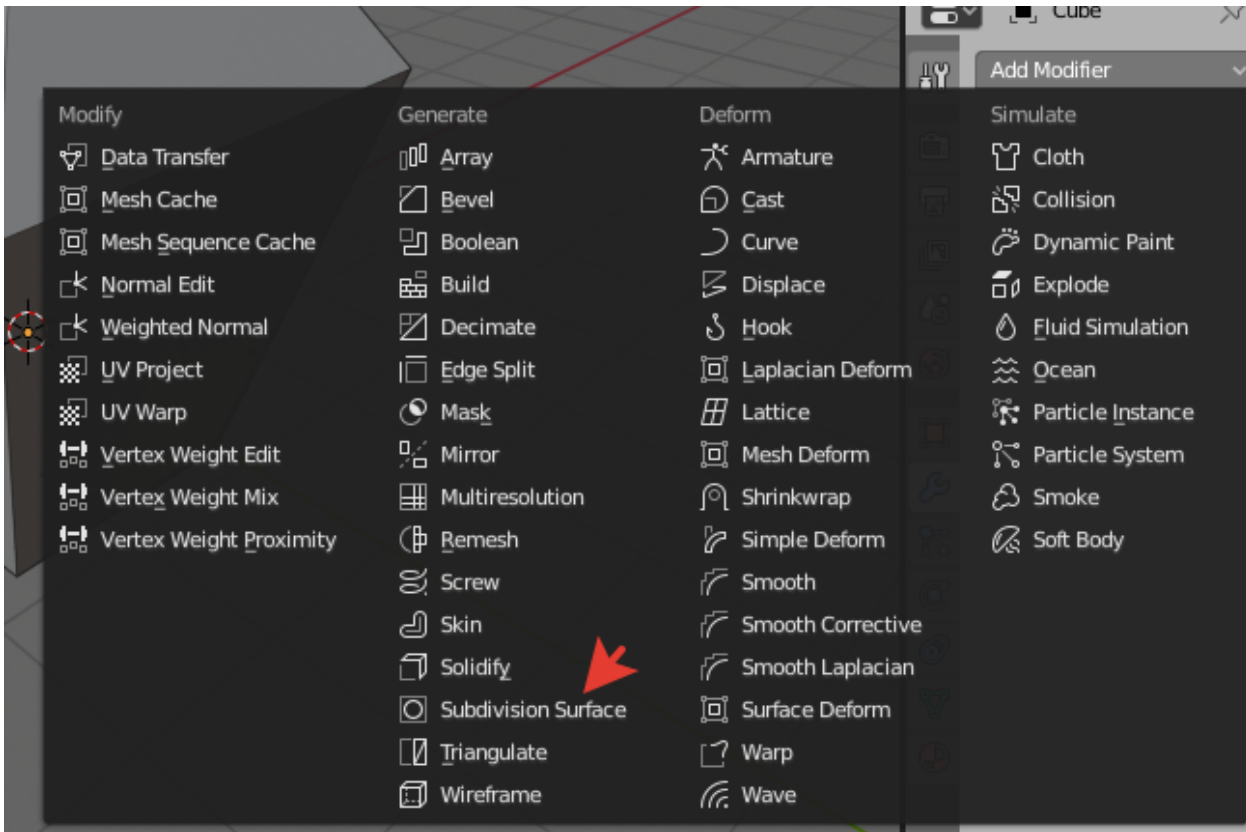 Cube
Add Modifier
Modify
Data Transfer
Mesh Cache
Mesh Sequence Cache
Normal Edit
Weighted Normal
UV Project
UV Warp
Vertex Weight Edit
Vertex Weight Mix
Vertex Weight Proximity
Generate
Array
Bevel
Boolean
Build
Decimate
Edge Split
Mask
Mirror
Multiresolution
Remesh
Screw
Skin
Solidify
Subdivision Surface
Triangulate
Wireframe
Deform
Armature
Cast
Curve
Displace
Hook
Laplacian Deform
Lattice
Mesh Deform
Shrinkwrap
Simple Deform
Smooth
Smooth Corrective
Smooth Laplacian
Surface Deform
Warp
Wave
Simulate
Cloth
Collision
Dynamic Paint
Explode
Fluid Simulation
Ocean
Particle Instance
Particle System
Smoke
Soft Body